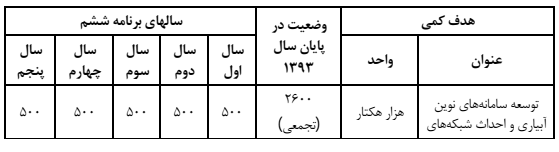 هدف کمی
وضعیت در پایان سال ۱۳۹۳
سالهای برنامه ششم
عنوان
واحد
سال اول
سال دوم
سال سوم
سال چهارم
سال پنجم
توسعه سامانه‌های نوین
آبیاری و احداث شبکه‌های
هزار هکتار
۲۶۰۰
(تجمعی)
۵۰۰
۵۰۰
۵۰۰
۵۰۰
۵۰۰